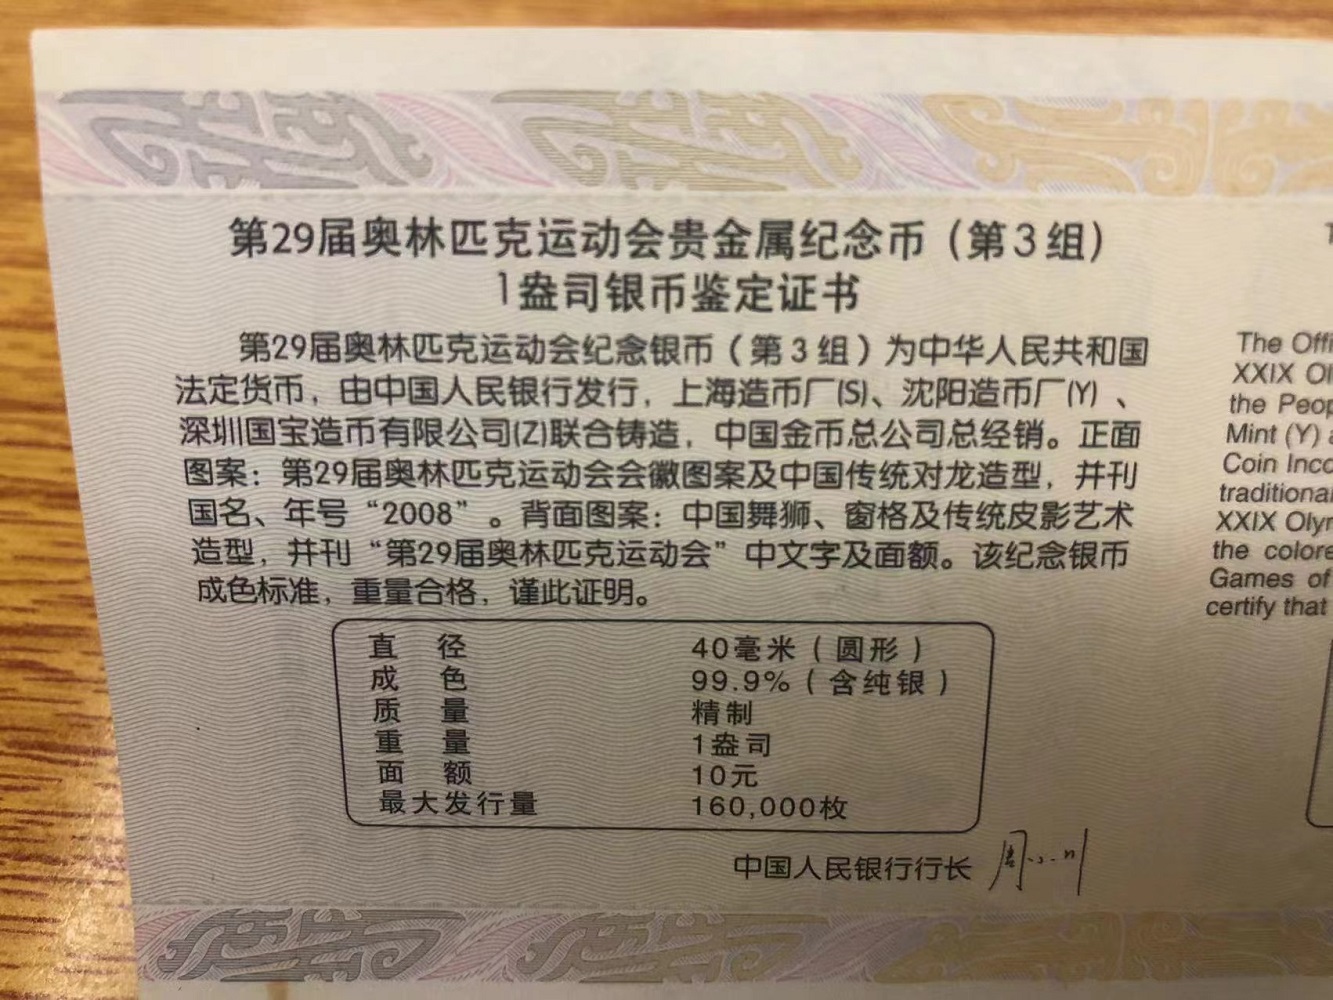 第29届奥林匹克运动会贵金属纪念币（第3组）
1盎司银币鉴定证书
第29届奥林匹克运动会纪念银币（第3组）为中华人民共和国
法定货币，由中国人民银行发行，上海造币厂(S)、沈阳造币厂(Y)、
深圳国宝造币有限公司(Z)联合铸造，中国金币总公司总经销。正面
图案：第29届奥林匹克运动会会徽图案及中国传统对龙造型，并刊
国名、年号“2008”。背面图案：中国舞狮、窗格及传统皮影艺术
造型，并刊“第29届奥林匹克运动会”中文字及面额。该纪念银币
成色标准，重量合格，谨此证明。
直 径 40毫米（圆形）
成 色 99.9%（含纯银）
质 量 精制
重 量 1盎司
面 额 10元
最大发行量 160,000枚
中国人民银行行长 周小川
The Offi
XXIX Ol
the Peop
Mint (Y)
Coin Inco
traditional
XXIX Olym
the colore
Games of
certify that